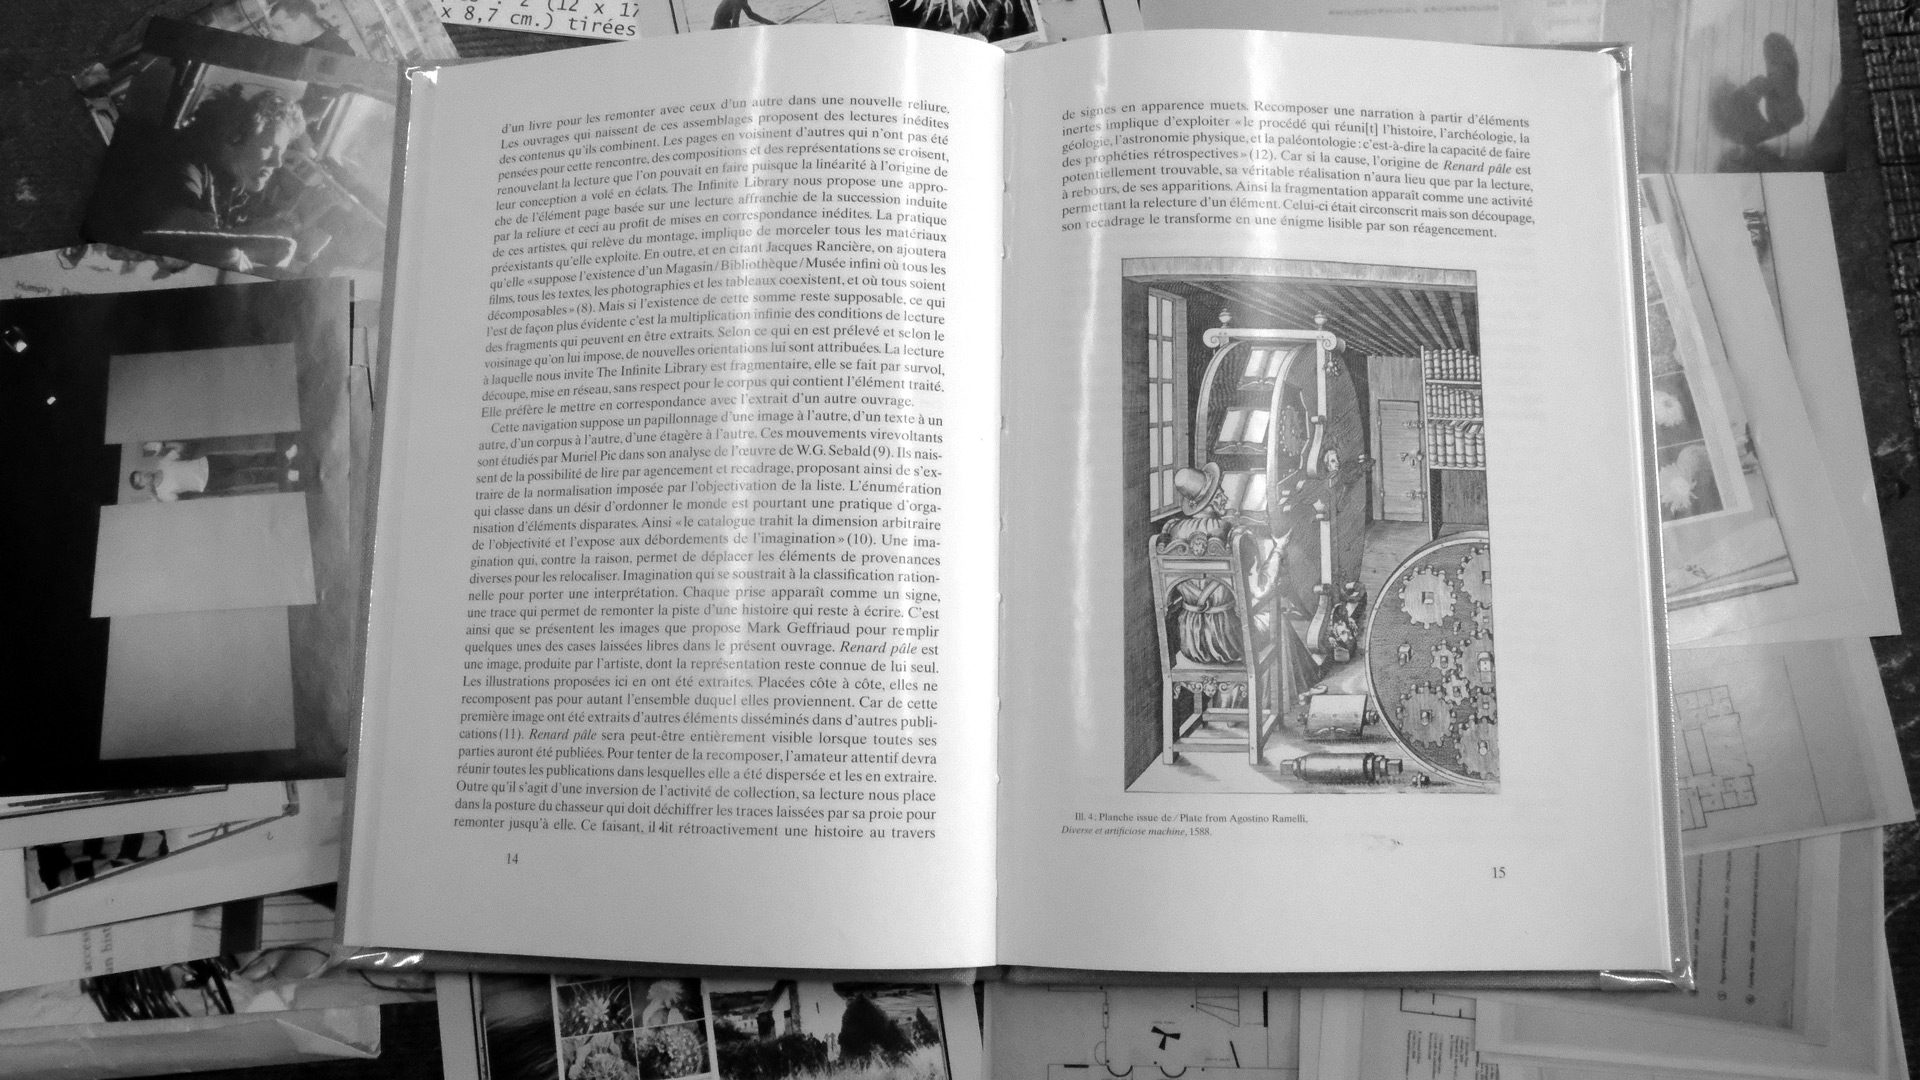 2 (12 x 17
x 8,7 cm.) tirées
d'un livre pour les remonter avec ceux d'un autre dans une nouvelle reliure.
Les ouvrages qui naissent de ces assemblages proposent des lectures inédites
des contenus qu'ils combinent. Les pages en voisinent d'autres qui n'ont pas été
pensées pour cette rencontre, des compositions et des représentations se croisent,
renouvelant la lecture que l'on pouvait en faire puisque la linéarité à l'origine de
leur conception a volé en éclats. The Infinite Library nous propose une appro-
che de l'élément page basée sur une lecture affranchie de la succession induite
par la reliure et ceci au profit de mises en correspondance inédites. La pratique
de ces artistes, qui relève du montage, implique de morceler tous les matériaux
préexistants qu'elle exploite. En outre, et en citant Jacques Rancière, on ajoutera
qu'elle «suppose l'existence d'un Magasin/Bibliothèque/Musée infini où tous les
films, tous les textes, les photographies et les tableaux coexistent, et où tous soient
décomposables» (8). Mais si l'existence de cette somme reste supposable, ce qui
l'est de façon plus évidente c'est la multiplication infinie des conditions de lecture
des fragments qui peuvent en être extraits. Selon ce qui en est prélevé et selon le
voisinage qu'on lui impose, de nouvelles orientations lui sont attribuées. La lecture
à laquelle nous invite The Infinite Library est fragmentaire, elle se fait par survol,
découpe, mise en réseau, sans respect pour le corpus qui contient l'élément traité.
Elle préfère le mettre en correspondance avec l'extrait d'un autre ouvrage.
Cette navigation suppose un papillonnage d'une image à l'autre, d'un texte à un
autre, d'un corpus à l'autre, d'une étagère à l'autre. Ces mouvements virevoltants
sont étudiés par Muriel Pic dans son analyse de l'œuvre de W.G. Sebald (9). Ils nais-
sent de la possibilité de lire par agencement et recadrage, proposant ainsi de s'ex-
traire de la normalisation imposée par l'objectivation de la liste. L'énumération
qui classe dans un désir d'ordonner le monde est pourtant une pratique d'orga-
nisation d'éléments disparates. Ainsi «le catalogue trahit la dimension arbitraire
de l'objectivité et l'expose aux débordements de l'imagination» (10). Une ima-
gination qui, contre la raison, permet de déplacer les éléments de provenances
diverses pour les relocaliser. Imagination qui se soustrait à la classification ration-
nelle pour porter une interprétation. Chaque prise apparaît comme un signe,
une trace qui permet de remonter la piste d'une histoire qui reste à écrire. C'est
ainsi que se présentent les images que propose Mark Geffriaud pour remplir
quelques unes des cases laissées libres dans le présent ouvrage. Renard pâle est
une image, produite par l'artiste, dont la représentation reste connue de lui seul.
Les illustrations proposées ici en ont été extraites. Placées côte à côte, elles ne
recomposent pas pour autant l'ensemble duquel elles proviennent. Car de cette
première image ont été extraits d'autres éléments disséminés dans d'autres publi-
cations (11). Renard pâle sera peut-être entièrement visible lorsque toutes ses
parties auront été publiées. Pour tenter de la recomposer, l'amateur attentif devra
réunir toutes les publications dans lesquelles elle a été dispersée et les en extraire.
Outre qu'il s'agit d'une inversion de l'activité de collection, sa lecture nous place
dans la posture du chasseur qui doit déchiffrer les traces laissées par sa proie pour
remonter jusqu'à elle. Ce faisant, il lit rétroactivement une histoire au travers
14
de signes en apparence muets. Recomposer une narration à partir d'éléments
inertes implique d'exploiter «le procédé qui réuni[t] l'histoire, l'archéologie, la
géologie, l'astronomie physique, et la paléontologie: c'est-à-dire la capacité de faire
des prophéties rétrospectives» (12). Car si la cause, l'origine de Renard pâle est
potentiellement trouvable, sa véritable réalisation n'aura lieu que par la lecture,
à rebours, de ses apparitions. Ainsi la fragmentation apparaît comme une activité
permettant la relecture d'un élément. Celui-ci était circonscrit mais son découpage,
son recadrage le transforme en une énigme lisible par son réagencement.
Ill. 4: Planche issue de / Plate from Agostino Ramelli,
Diverse et artificiose machine, 1588.
15